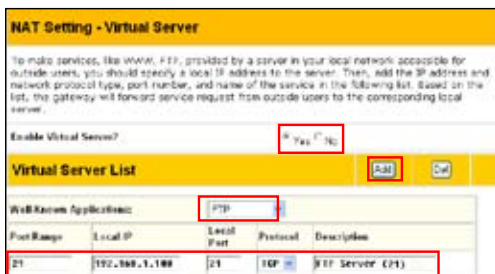 NAT Setting - Virtual Server
To make services, like WWW, FTP, provided by a server in your local network accessible for
outside users, you should specify a local IP address to the server. Then, add the IP address and
network protocol type, port number, and name of the service in the following list. Based on the
list, the gateway will forward service request from outside users to the corresponding local
server.
Enable Virtual Server? Yes No
Virtual Server List Add Del
Well Known Applications: FTP
Port Range Local IP Local Port Protocol Description
21 192.168.1.100 21 TCP FTP Server (21)